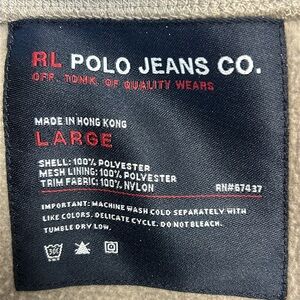 RL POLO JEANS CO.
OFF. TDMK. OF QUALITY WEARS
MADE IN HONG KONG
LARGE
SHELL: 100% POLYESTER
MESH LINING: 100% POLYESTER
TRIM FABRIC: 100% NYLON RN#67437
IMPORTANT: MACHINE WASH COLD SEPARATELY WITH
LIKE COLORS. DELICATE CYCLE. DO NOT BLEACH.
TUMBLE DRY LOW.